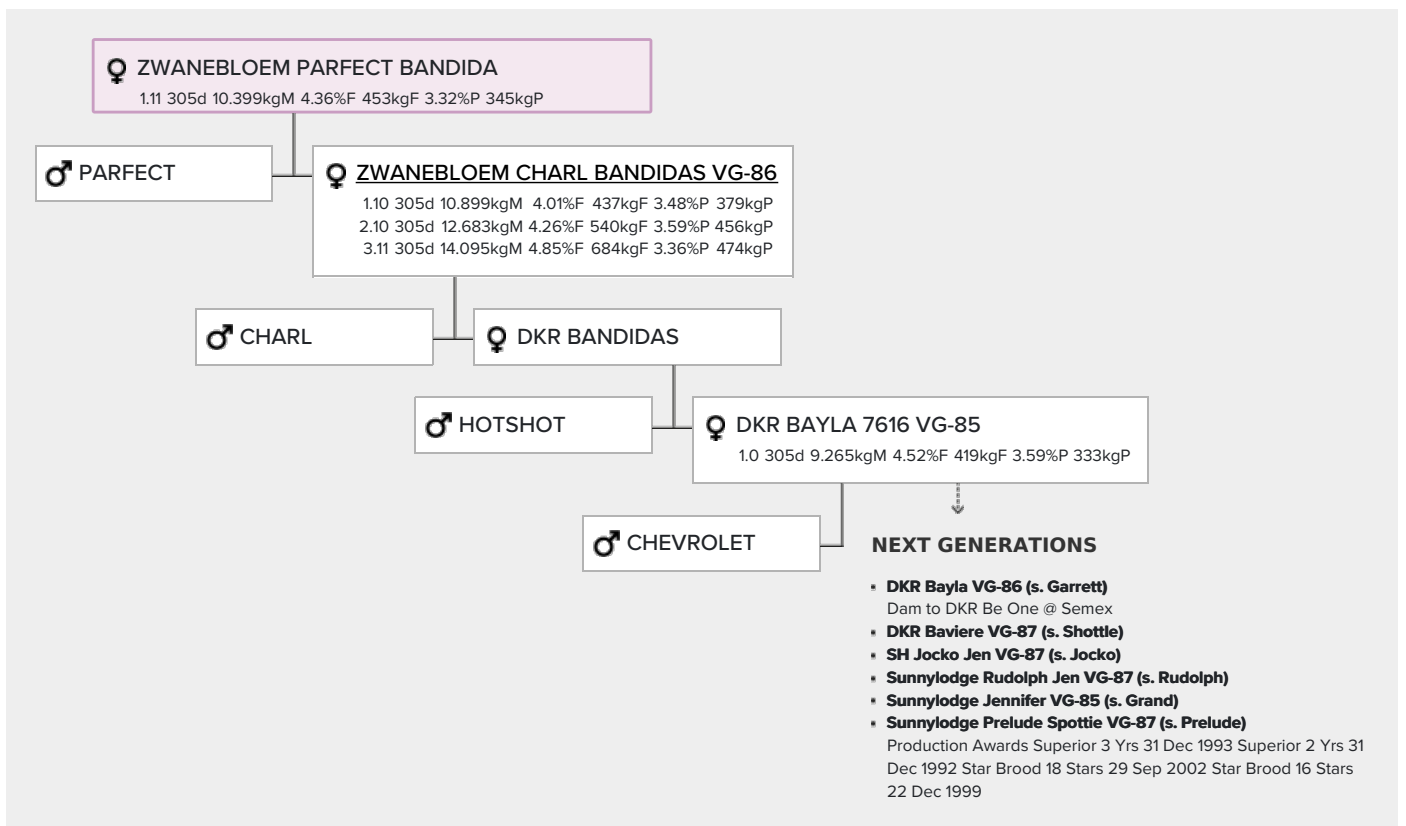 ZWANEBLOEM PARFECT BANDIDA
1.11 305d 10.399kgM 4.36%F 453kgF 3.32%P 345kgP
PARFECT
ZWANEBLOEM CHARL BANDIDAS VG-86
1.10 305d 10.899kgM 4.01%F 437kgF 3.48%P 379kgP
2.10 305d 12.683kgM 4.26%F 540kgF 3.59%P 456kgP
3.11 305d 14.095kgM 4.85%F 684kgF 3.36%P 474kgP
CHARL
DKR BANDIDAS
HOTSHOT
DKR BAYLA 7616 VG-85
1.0 305d 9.265kgM 4.52%F 419kgF 3.59%P 333kgP
CHEVROLET
NEXT GENERATIONS
DKR Bayla VG-86 (s. Garrett)
Dam to DKR Be One @ Semex
DKR Baviere VG-87 (s. Shottle)
SH Jocko Jen VG-87 (s. Jocko)
Sunnylodge Rudolph Jen VG-87 (s. Rudolph)
Sunnylodge Jennifer VG-85 (s. Grand)
Sunnylodge Prelude Spottie VG-87 (s. Prelude)
Production Awards Superior 3 Yrs 31 Dec 1993 Superior 2 Yrs 31
Dec 1992 Star Brood 18 Stars 29 Sep 2002 Star Brood 16 Stars
22 Dec 1999